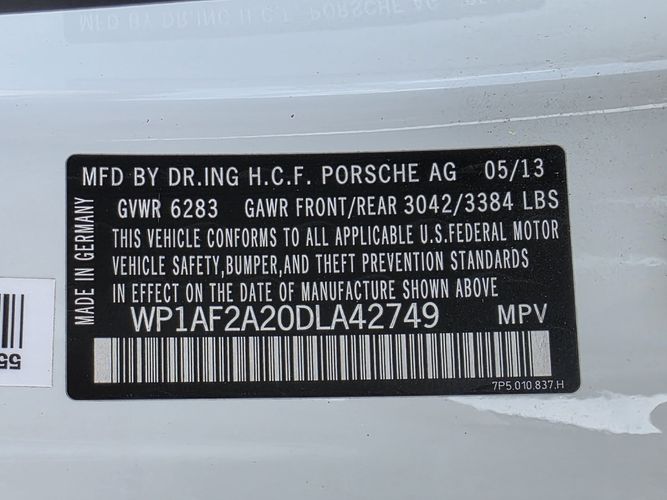 MFD BY DR.ING H.C.F. PORSCHE AG 05/13
GVWR 6283 GAWR FRONT/REAR 3042/3384 LBS
THIS VEHICLE CONFORMS TO ALL APPLICABLE U.S.FEDERAL MOTOR
VEHICLE SAFETY,BUMPER,AND THEFT PREVENTION STANDARDS
IN EFFECT ON THE DATE OF MANUFACTURE SHOWN ABOVE
WP1AF2A20DLA42749 MPV
7P5.010.837.H
MADE IN GERMANY
55